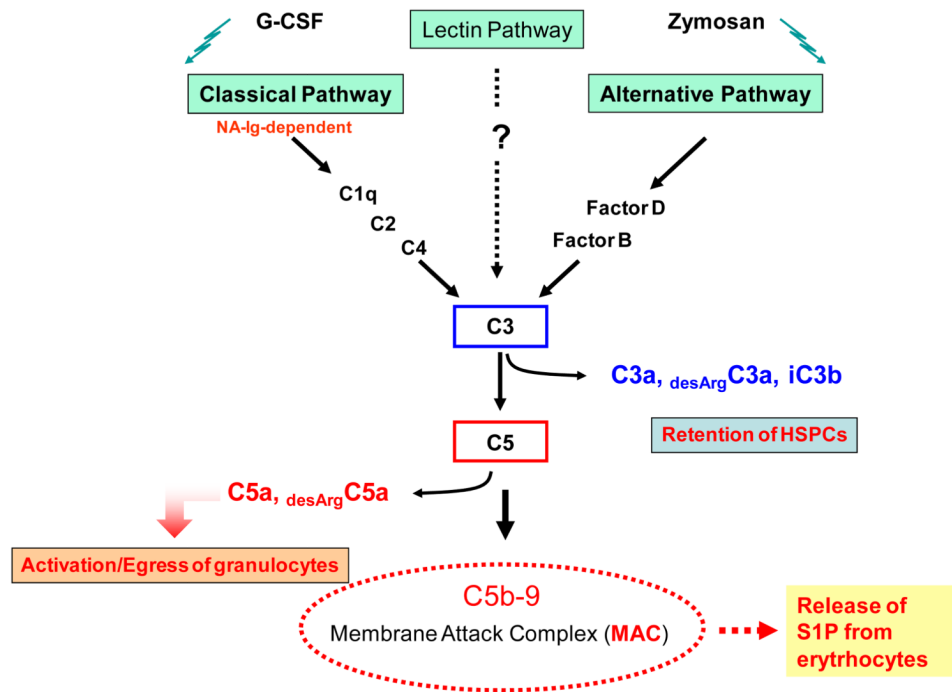 G-CSF
Lectin Pathway
Zymosan
Classical Pathway
Alternative Pathway
NA-Ig-dependent
?
C1q
C2
C4
Factor D
Factor B
C3
C3a, desArgC3a, iC3b
Retention of HSPCs
C5
C5a, desArgC5a
Activation/Egress of granulocytes
C5b-9
Membrane Attack Complex (MAC)
Release of
S1P from
erytrhocytes